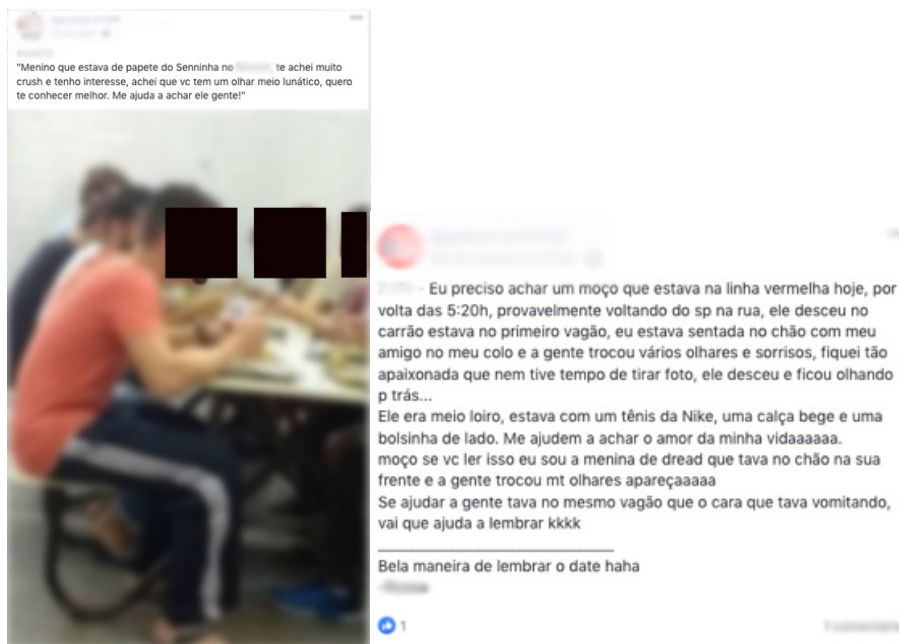 "Menino que estava de papete do Senninha no te achei muito
crush e tenho interesse, achei que vc tem um olhar meio lunático, quero
te conhecer melhor. Me ajuda a achar ele gente!"
- Eu preciso achar um moço que estava na linha vermelha hoje, por
volta das 5:20h, provavelmente voltando do sp na rua, ele desceu no
carrão estava no primeiro vagão, eu estava sentada no chão com meu
amigo no meu colo e a gente trocou vários olhares e sorrisos, fiquei tão
apaixonada que nem tive tempo de tirar foto, ele desceu e ficou olhando
p trás...
Ele era meio loiro, estava com um tênis da Nike, uma calça bege e uma
bolsinha de lado. Me ajudem a achar o amor da minha vidaaaaaa.
moço se vc ler isso eu sou a menina de dread que tava no chão na sua
frente e a gente trocou mt olhares apareçaaaaa
Se ajudar a gente tava no mesmo vagão que o cara que tava vomitando,
vai que ajuda a lembrar kkkk
Bela maneira de lembrar o date haha
1